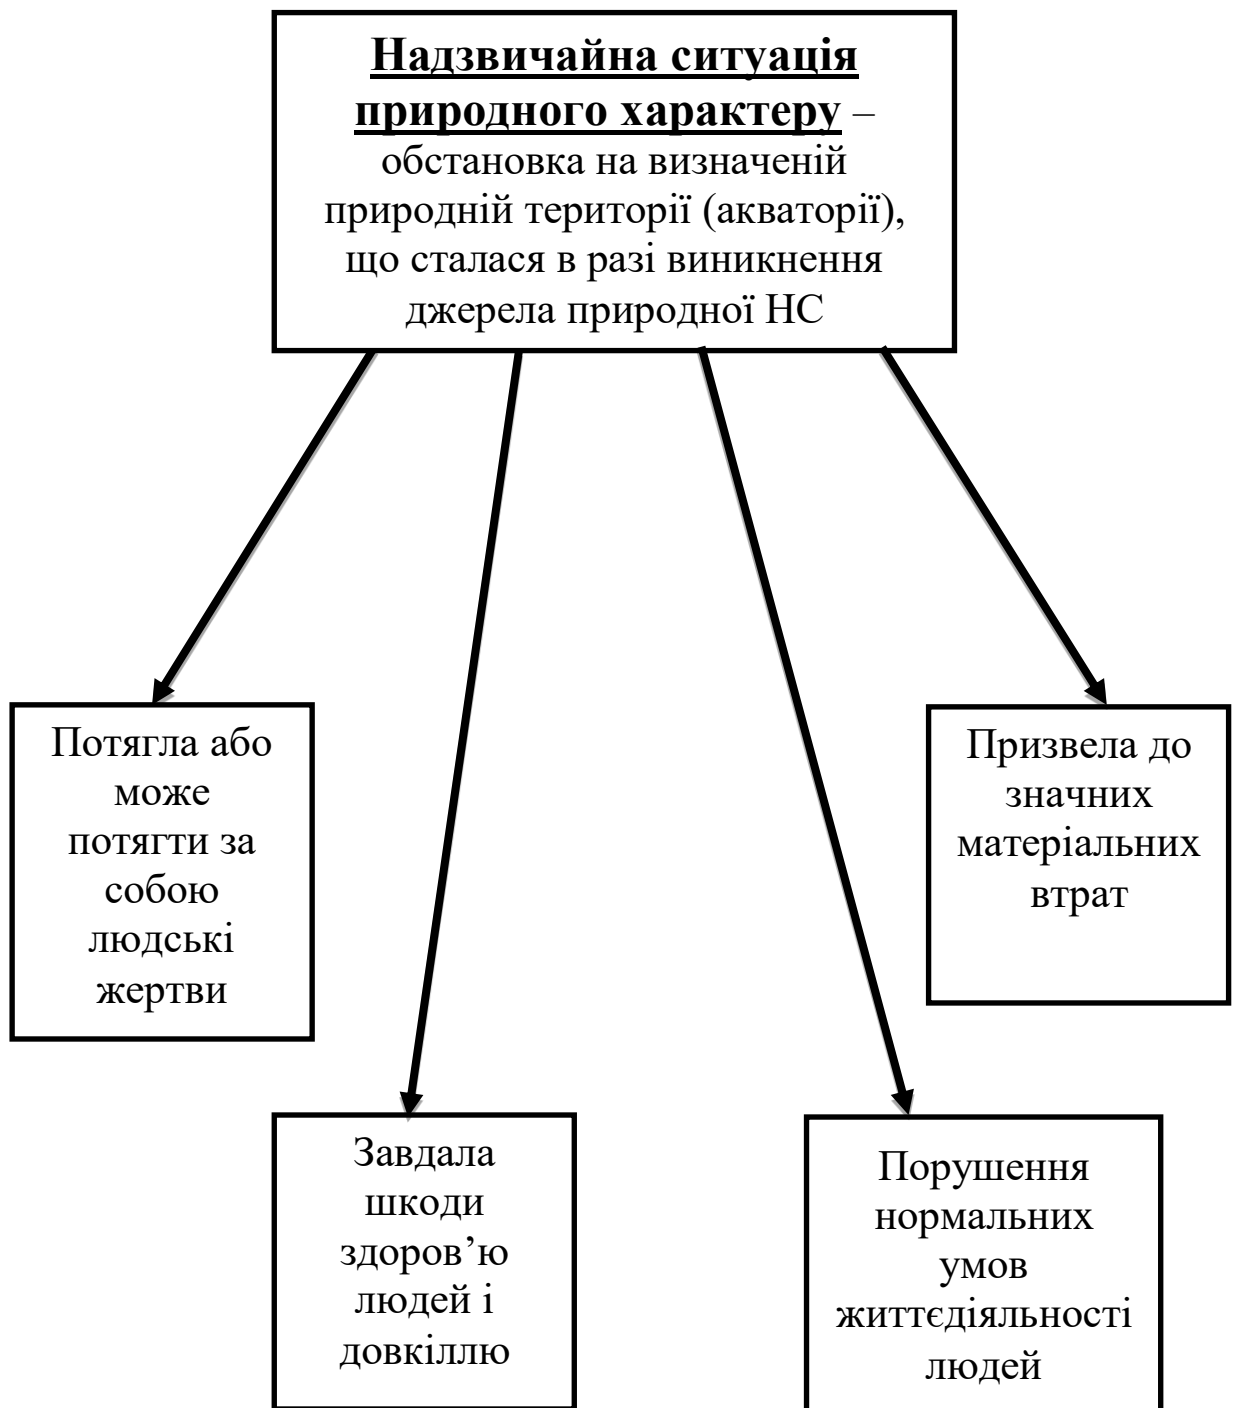 Надзвичайна ситуація
природного характеру –
обстановка на визначеній
природній території (акваторії),
що сталася в разі виникнення
джерела природної НС
Потягла або
може
потягти за
собою
людські
жертви
Призвела до
значних
матеріальних
втрат
Завдала
шкоди
здоров’ю
людей і
довкіллю
Порушення
нормальних
умов
життєдіяльності
людей